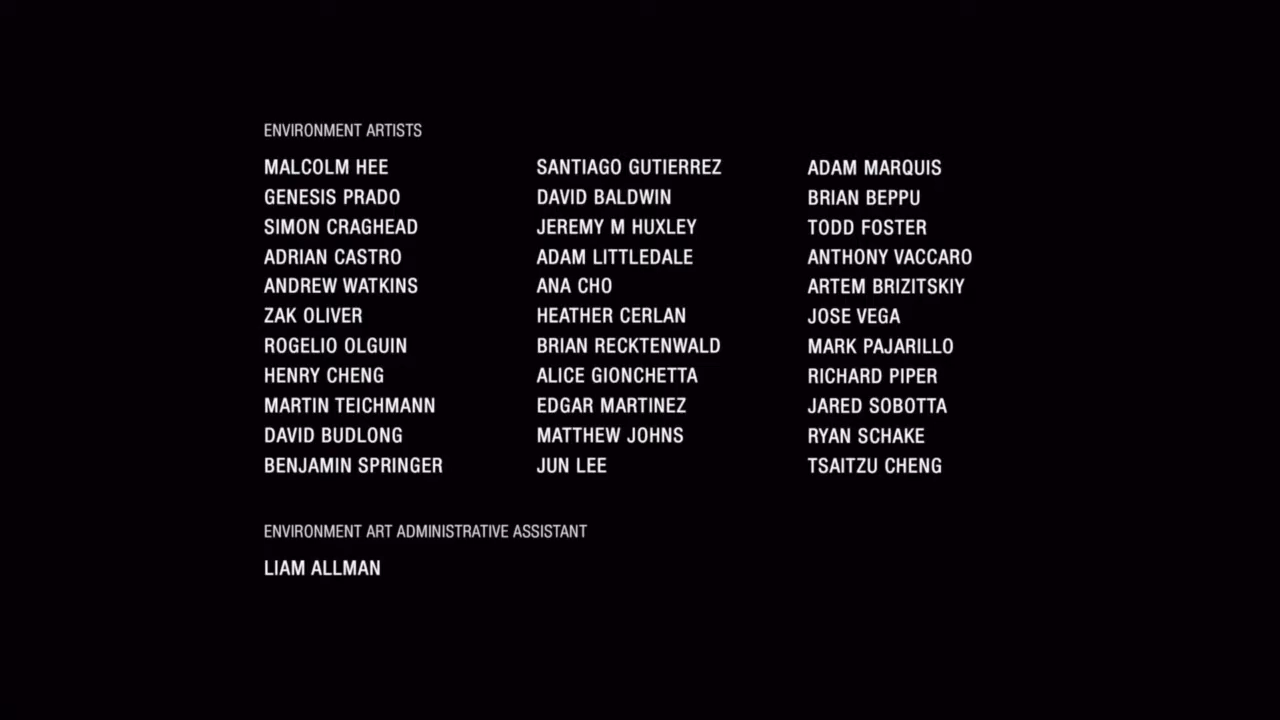 ENVIRONMENT ARTISTS
MALCOLM HEE
GENESIS PRADO
SIMON CRAGHEAD
ADRIAN CASTRO
ANDREW WATKINS
ZAK OLIVER
ROGELIO OLGUIN
HENRY CHENG
MARTIN TEICHMANN
DAVID BUDLONG
BENJAMIN SPRINGER
SANTIAGO GUTIERREZ
DAVID BALDWIN
JEREMY M HUXLEY
ADAM LITTLEDALE
ANA CHO
HEATHER CERLAN
BRIAN RECKTENWALD
ALICE GIONCHETTA
EDGAR MARTINEZ
MATTHEW JOHNS
JUN LEE
ADAM MARQUIS
BRIAN BEPPU
TODD FOSTER
ANTHONY VACCARO
ARTEM BRIZITSKIY
JOSE VEGA
MARK PAJARILLO
RICHARD PIPER
JARED SOBOTTA
RYAN SCHAKE
TSAITZU CHENG
ENVIRONMENT ART ADMINISTRATIVE ASSISTANT
LIAM ALLMAN